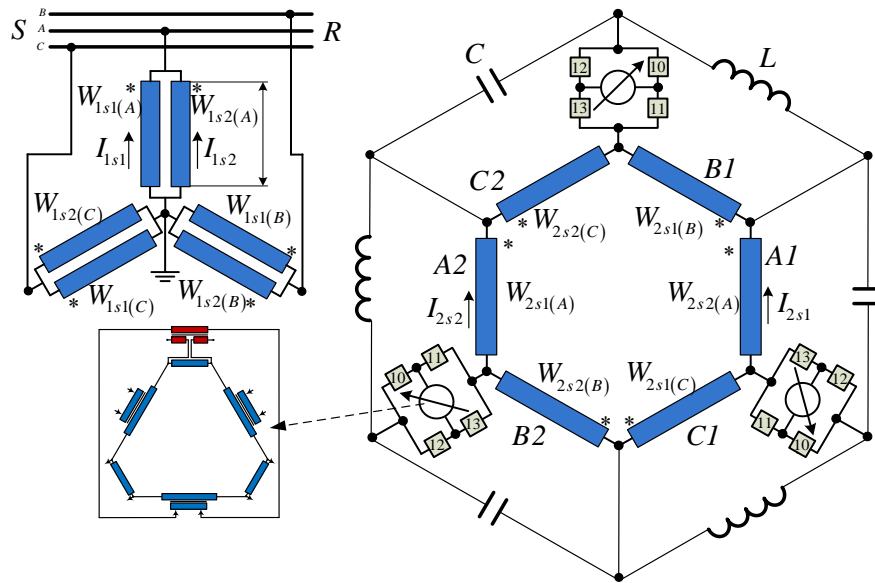 B
S A R
C
* *
W1s1(A) W1s2(A)
I1s1 I1s2
W1s2(C) W1s1(B)
* *
W1s1(C) W1s2(B)
* *
C L
12 10
13 11
C2 B1
W2s2(C) W2s1(B)
* *
* *
A2 A1
W2s1(A) W2s2(A)
I2s2 I2s1
11 13
10 12
W2s2(B) W2s1(C)
13 11
12 10
* *
B2 C1